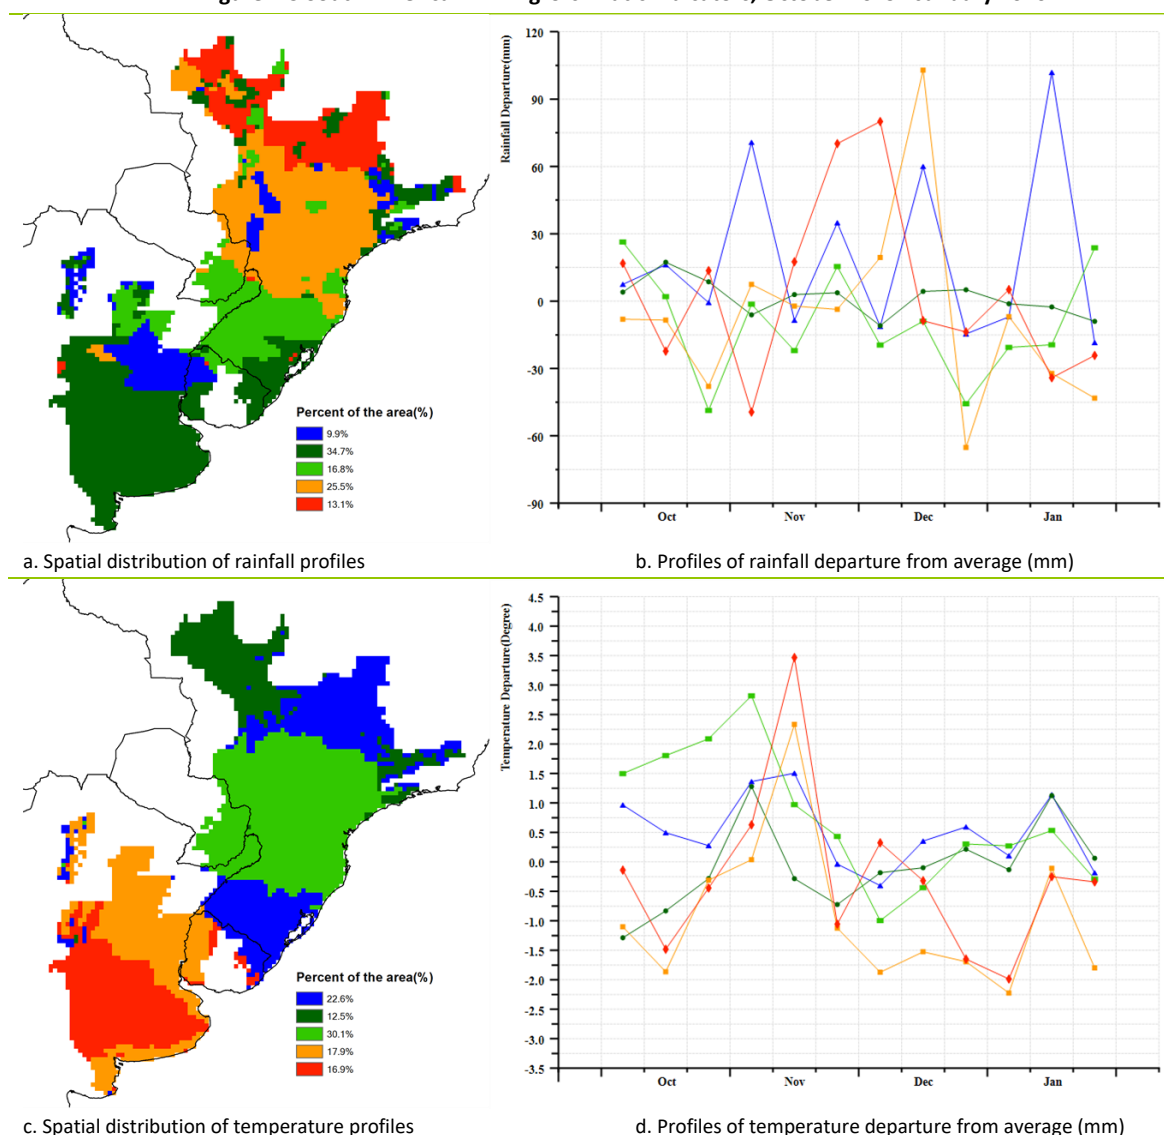 Rainfall Departure(mm)
120
90
60
30
0
-30
-60
-90
Oct
Nov
Dec
Jan
Percent of the area(%)
9.9%
34.7%
16.8%
25.5%
13.1%
a. Spatial distribution of rainfall profiles
b. Profiles of rainfall departure from average (mm)
Temperature Departure(Degree)
4.5
4.0
3.5
3.0
2.5
2.0
1.5
1.0
0.5
0.0
-0.5
-1.0
-1.5
-2.0
-2.5
-3.0
-3.5
Oct
Nov
Dec
Jan
Percent of the area(%)
22.6%
12.5%
30.1%
17.9%
16.9%
c. Spatial distribution of temperature profiles
d. Profiles of temperature departure from average (mm)